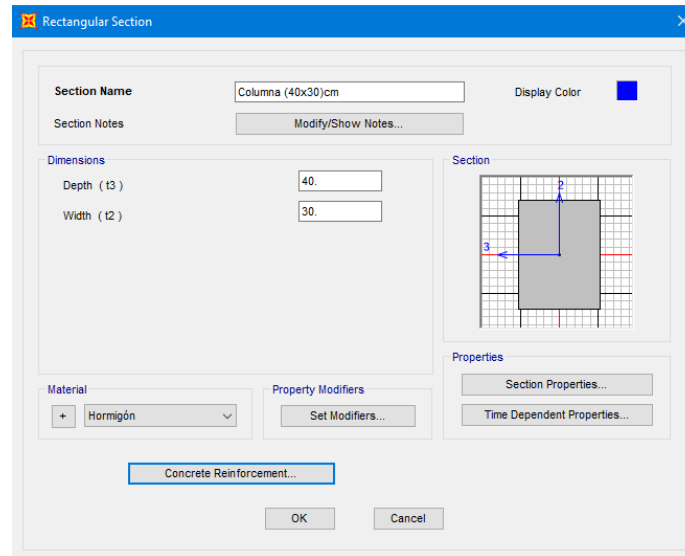 Rectangular Section
Section Name
Columna (40x30)cm
Display Color
Section Notes
Modify/Show Notes...
Dimensions
Depth ( t3 )
40.
Width ( t2 )
30.
Section
2
3
Properties
Section Properties...
Time Dependent Properties...
Material
+
Hormigón
Property Modifiers
Set Modifiers...
Concrete Reinforcement...
OK
Cancel